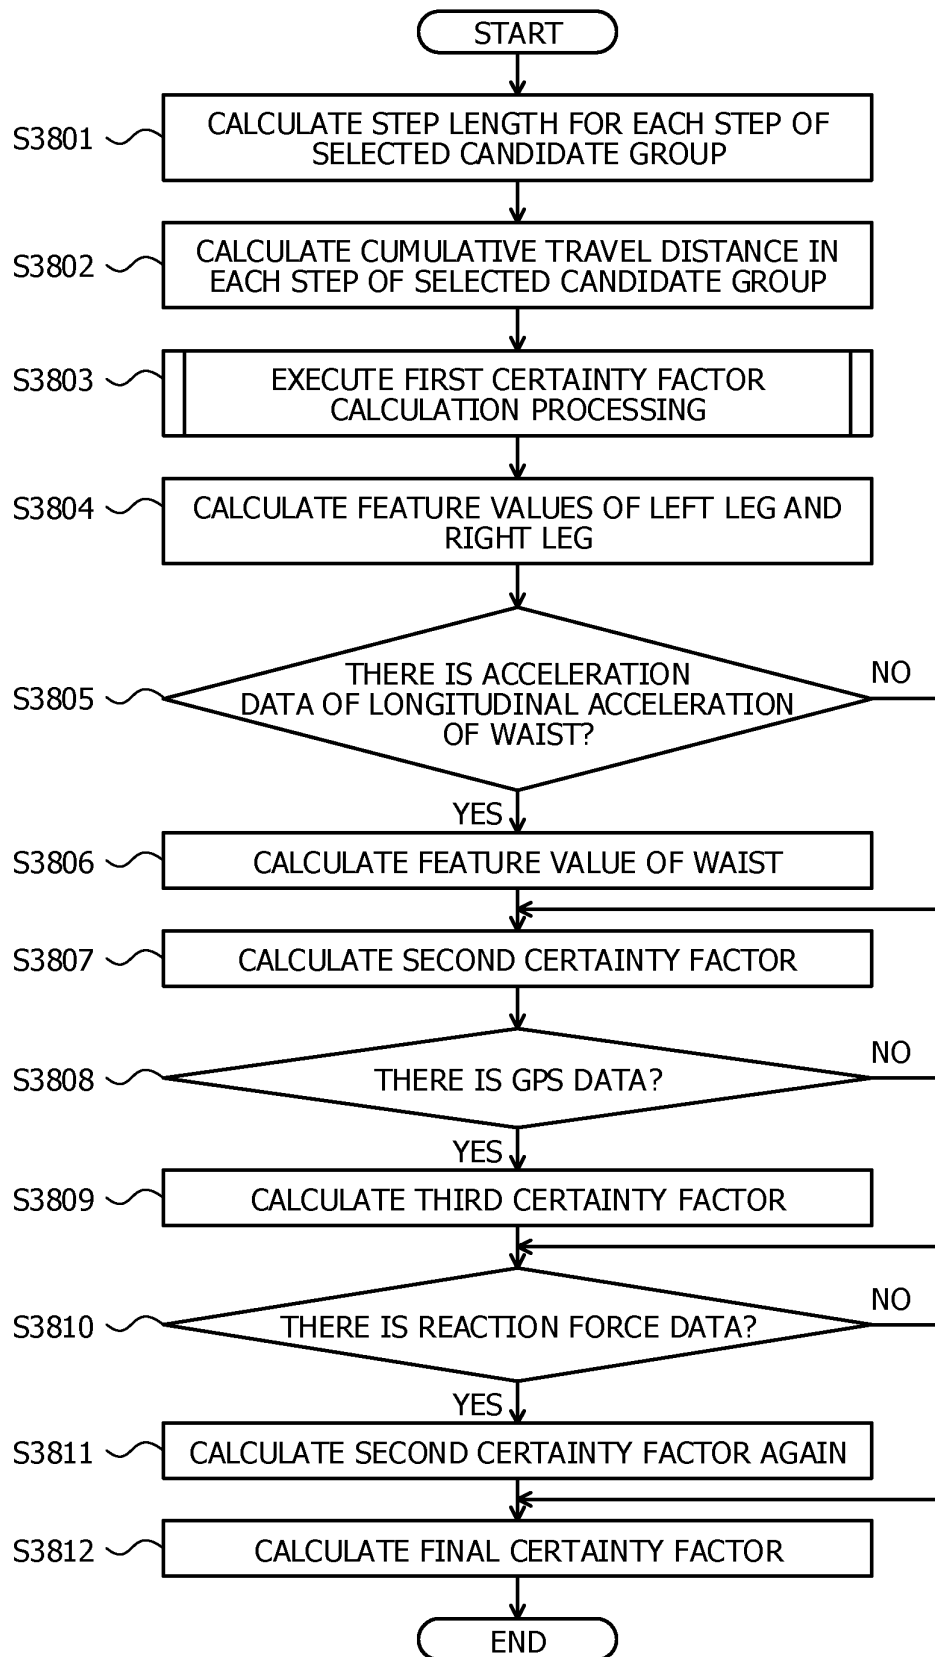 START
S3801
CALCULATE STEP LENGTH FOR EACH STEP OF
SELECTED CANDIDATE GROUP
S3802
CALCULATE CUMULATIVE TRAVEL DISTANCE IN
EACH STEP OF SELECTED CANDIDATE GROUP
S3803
EXECUTE FIRST CERTAINTY FACTOR
CALCULATION PROCESSING
S3804
CALCULATE FEATURE VALUES OF LEFT LEG AND
RIGHT LEG
S3805
THERE IS ACCELERATION
DATA OF LONGITUDINAL ACCELERATION
OF WAIST?
NO
YES
S3806
CALCULATE FEATURE VALUE OF WAIST
S3807
CALCULATE SECOND CERTAINTY FACTOR
S3808
THERE IS GPS DATA?
NO
YES
S3809
CALCULATE THIRD CERTAINTY FACTOR
S3810
THERE IS REACTION FORCE DATA?
NO
YES
S3811
CALCULATE SECOND CERTAINTY FACTOR AGAIN
S3812
CALCULATE FINAL CERTAINTY FACTOR
END